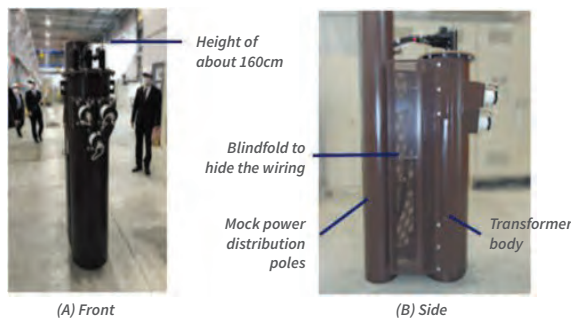 Height of
about 160cm
Blindfold to
hide the wiring
Mock power
distribution
poles
Transformer
body
(A) Front
(B) Side